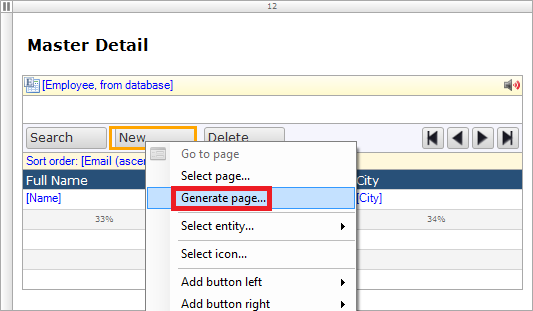 12
Master Detail
[Employee, from database]
Search New Delete
Sort order: [Email (ascen
Full Name City
[Name] [City]
33% 34%
Go to page
Select page...
Generate page...
Select entity...
Select icon...
Add button left
Add button right